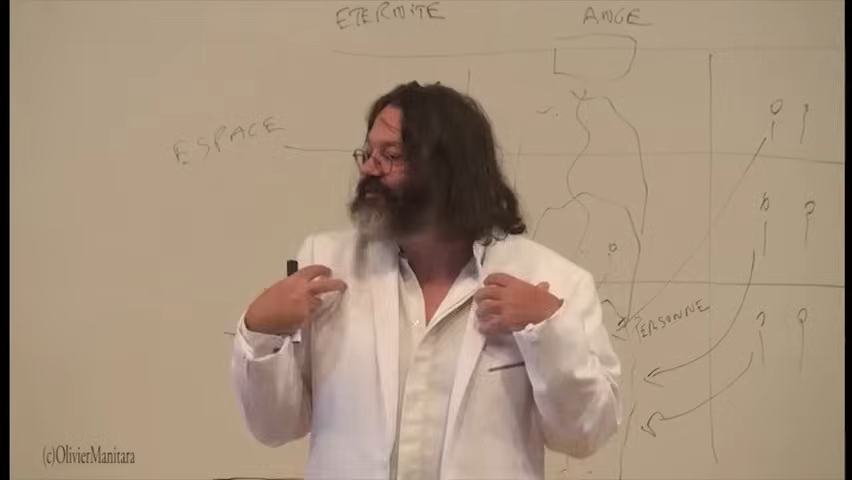 ETERNITE
ANGE
ESPACE
PERSONNE
(c)OlivierManitara